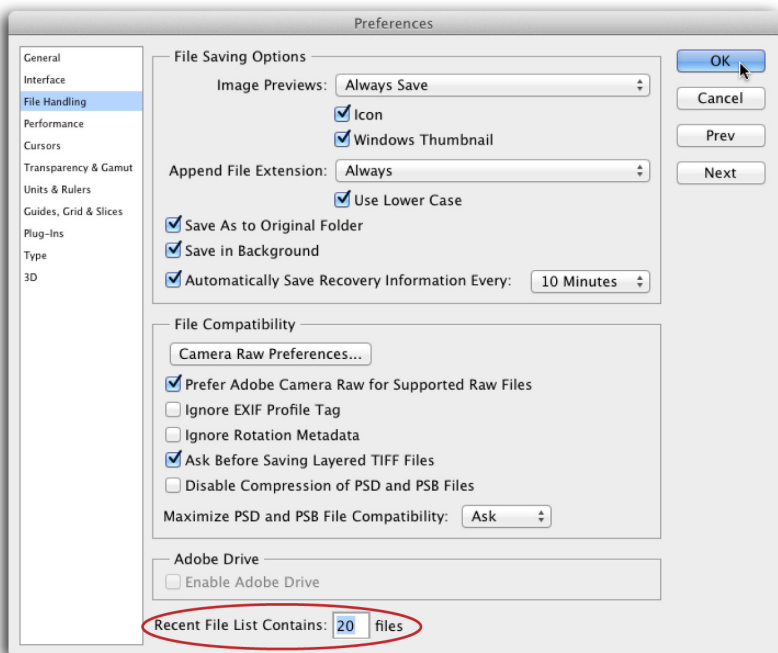 Preferences
General
Interface
File Handling
Performance
Cursors
Transparency & Gamut
Units & Rulers
Guides, Grid & Slices
Plug-Ins
Type
3D
File Saving Options
Image Previews: Always Save
Icon
Windows Thumbnail
Append File Extension: Always
Use Lower Case
Save As to Original Folder
Save in Background
Automatically Save Recovery Information Every: 10 Minutes
File Compatibility
Camera Raw Preferences...
Prefer Adobe Camera Raw for Supported Raw Files
Ignore EXIF Profile Tag
Ignore Rotation Metadata
Ask Before Saving Layered TIFF Files
Disable Compression of PSD and PSB Files
Maximize PSD and PSB File Compatibility: Ask
Adobe Drive
Enable Adobe Drive
Recent File List Contains: 20 files
OK
Cancel
Prev
Next